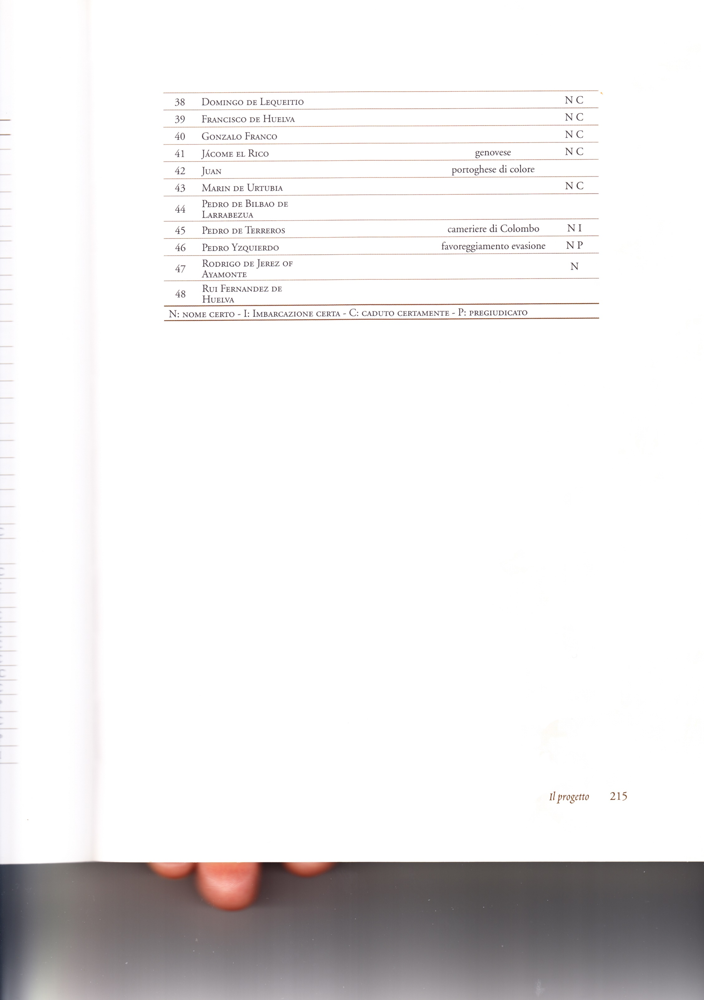 38 Domingo de Lequeitio N C
39 Francisco de Huelva N C
40 Gonzalo Franco N C
41 Jácome el Rico genovese N C
42 Juan portoghese di colore
43 Marin de Urtubia N C
44 Pedro de Bilbao de
Larrabezua
45 Pedro de Terreros cameriere di Colombo N I
46 Pedro Yzquierdo favoreggiamento evasione N P
47 Rodrigo de Jerez of
Ayamonte N
48 Rui Fernandez de
Huelva
N: nome certo - I: Imbarcazione certa - C: caduto certamente - P: pregiudicato
Il progetto 215